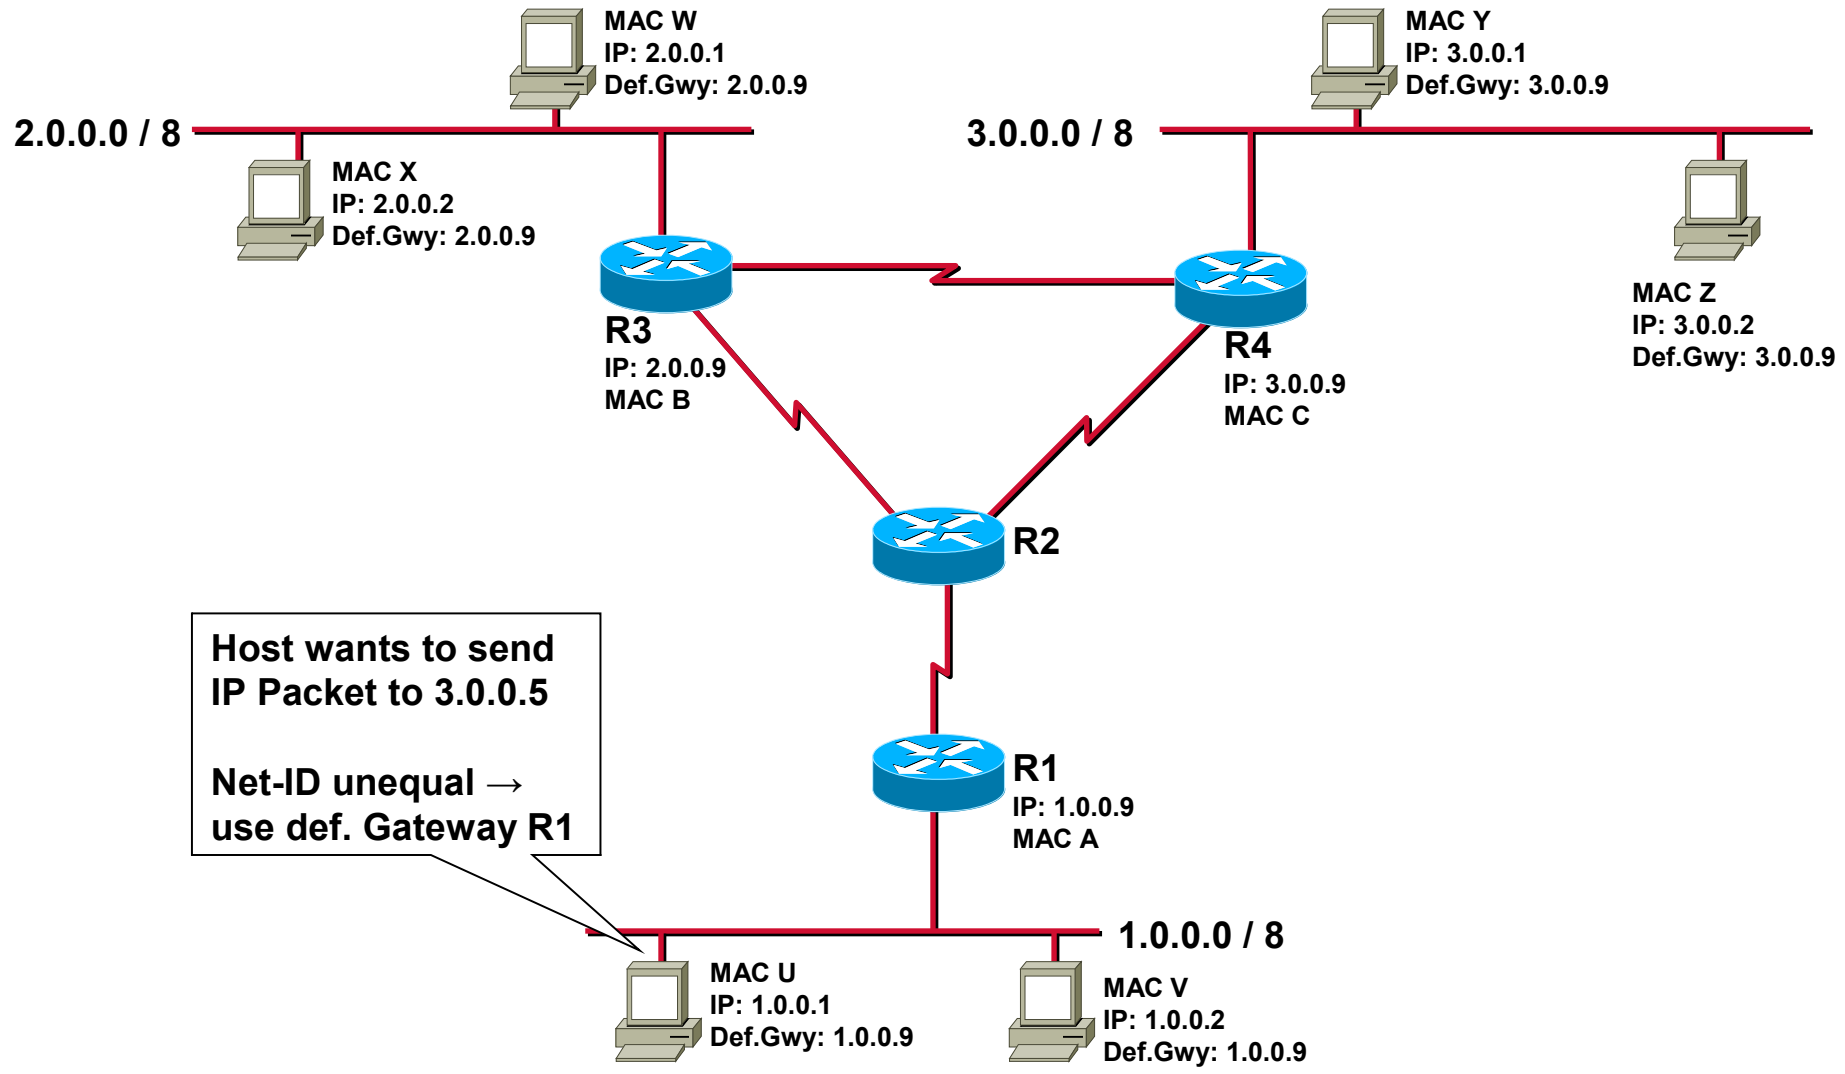 MAC W
IP: 2.0.0.1
Def.Gwy: 2.0.0.9
MAC Y
IP: 3.0.0.1
Def.Gwy: 3.0.0.9
2.0.0.0 / 8
3.0.0.0 / 8
MAC X
IP: 2.0.0.2
Def.Gwy: 2.0.0.9
MAC Z
IP: 3.0.0.2
Def.Gwy: 3.0.0.9
R3
IP: 2.0.0.9
MAC B
R4
IP: 3.0.0.9
MAC C
R2
Host wants to send
IP Packet to 3.0.0.5
Net-ID unequal →
use def. Gateway R1
R1
IP: 1.0.0.9
MAC A
1.0.0.0 / 8
MAC U
IP: 1.0.0.1
Def.Gwy: 1.0.0.9
MAC V
IP: 1.0.0.2
Def.Gwy: 1.0.0.9